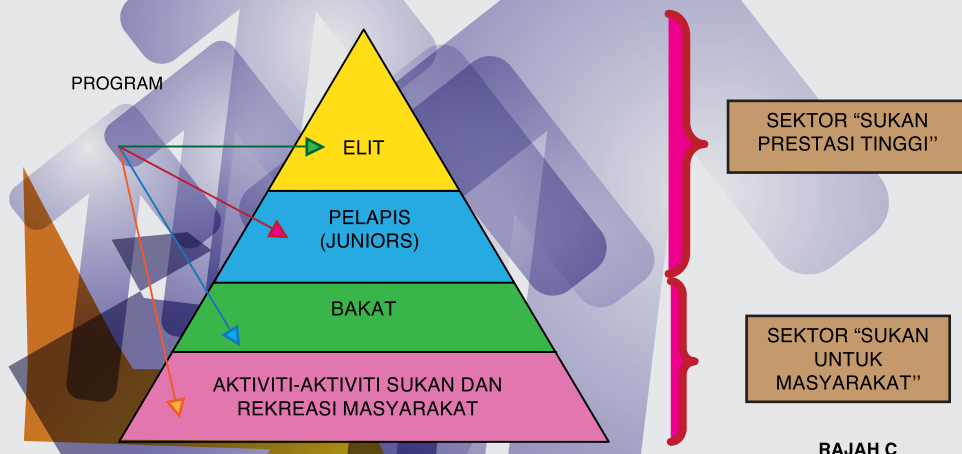 PROGRAM
ELIT
PELAPIS
(JUNIORS)
BAKAT
AKTIVITI-AKTIVITI SUKAN DAN
REKREASI MASYARAKAT
SEKTOR “SUKAN
PRESTASI TINGGI’’
SEKTOR “SUKAN
UNTUK
MASYARAKAT’’
RAJAH C